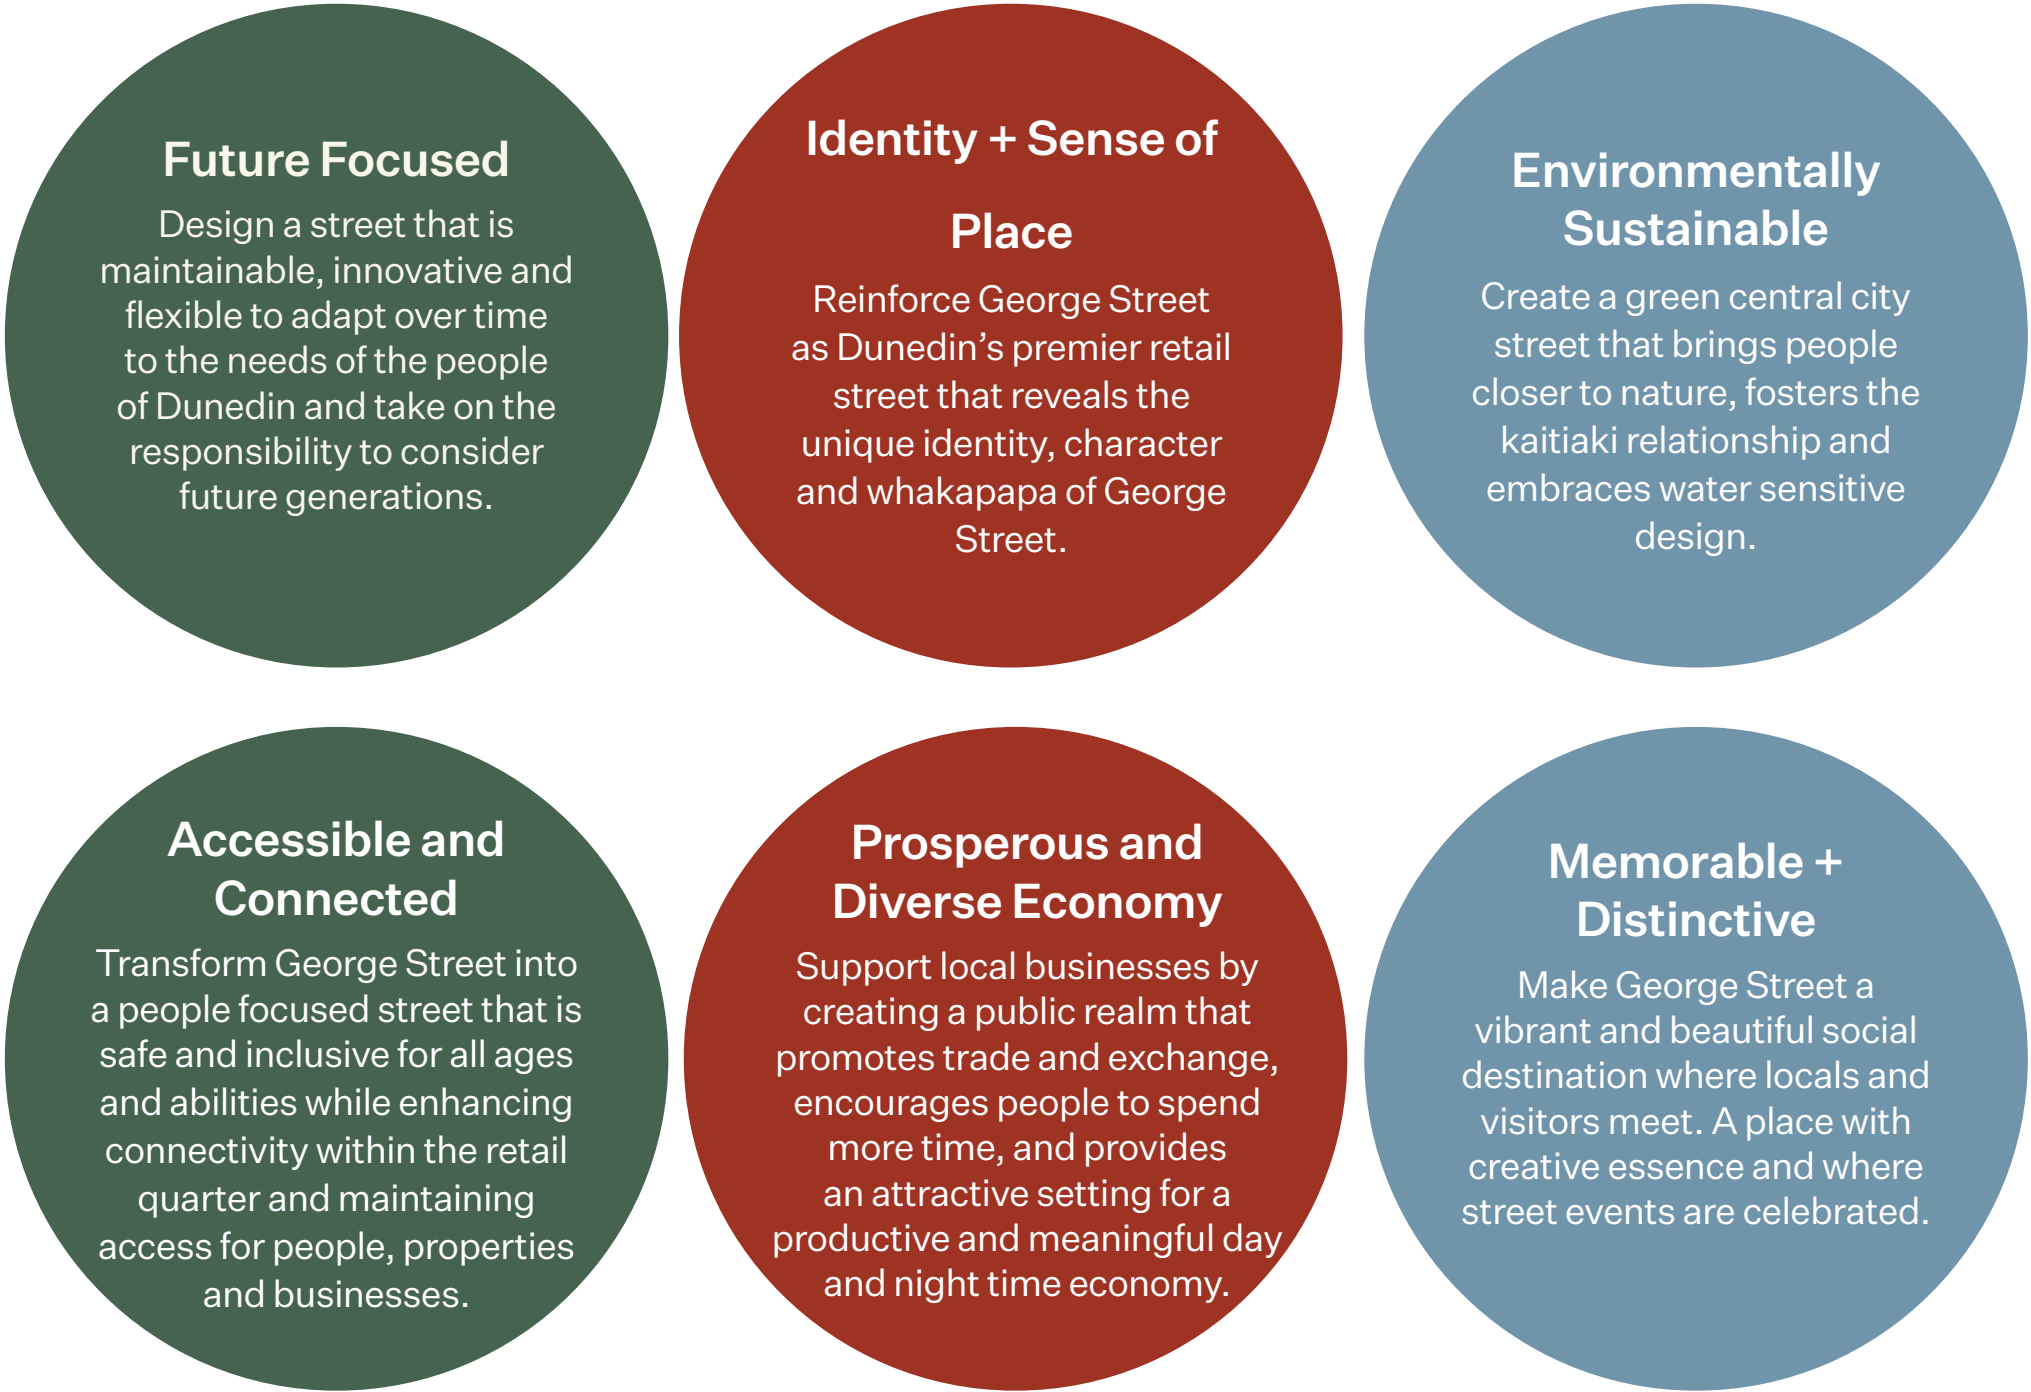 Future Focused
Design a street that is
maintainable, innovative and
flexible to adapt over time
to the needs of the people
of Dunedin and take on the
responsibility to consider
future generations.
Identity + Sense of
Place
Reinforce George Street
as Dunedin’s premier retail
street that reveals the
unique identity, character
and whakapapa of George
Street.
Environmentally
Sustainable
Create a green central city
street that brings people
closer to nature, fosters the
kaitiaki relationship and
embraces water sensitive
design.
Accessible and
Connected
Transform George Street into
a people focused street that is
safe and inclusive for all ages
and abilities while enhancing
connectivity within the retail
quarter and maintaining
access for people, properties
and businesses.
Prosperous and
Diverse Economy
Support local businesses by
creating a public realm that
promotes trade and exchange,
encourages people to spend
more time, and provides
an attractive setting for a
productive and meaningful day
and night time economy.
Memorable +
Distinctive
Make George Street a
vibrant and beautiful social
destination where locals and
visitors meet. A place with
creative essence and where
street events are celebrated.